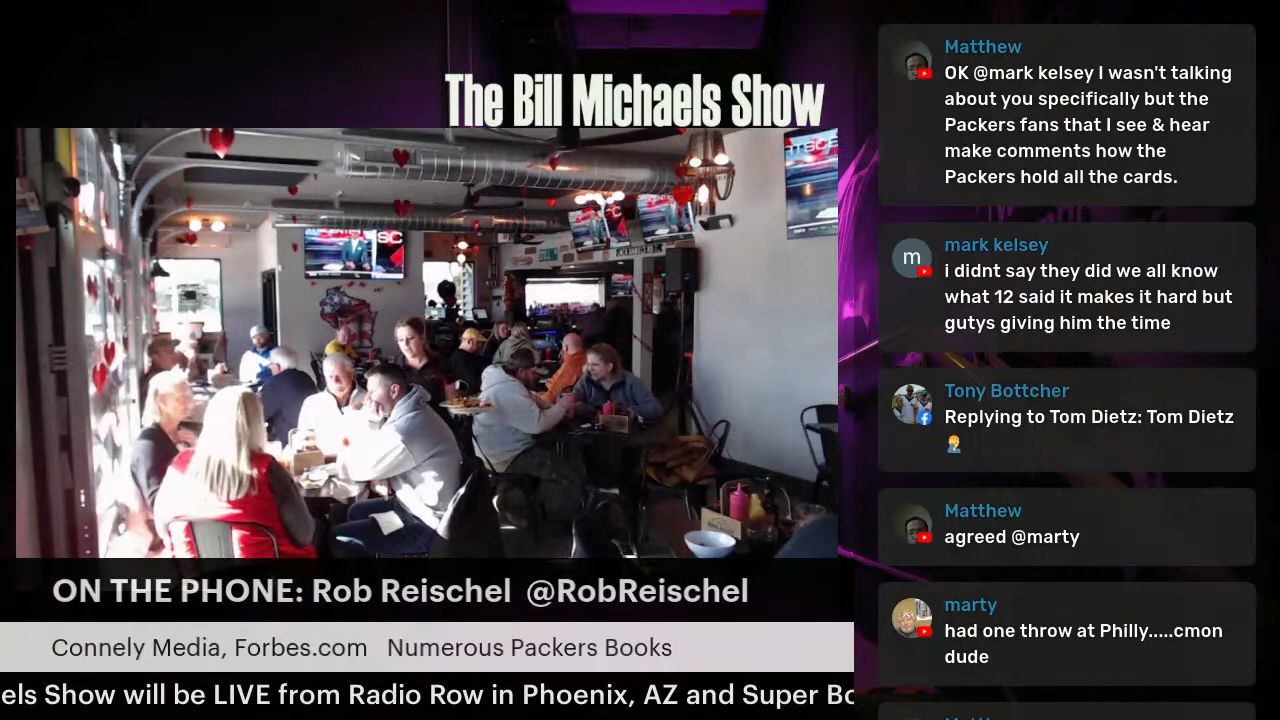 The Bill Michaels Show
ON THE PHONE: Rob Reischel @RobReischel
Connely Media, Forbes.com Numerous Packers Books
els Show will be LIVE from Radio Row in Phoenix, AZ and Super Bo
Matthew
OK @mark kelsey I wasn't talking
about you specifically but the
Packers fans that I see & hear
make comments how the
Packers hold all the cards.
m
mark kelsey
i didnt say they did we all know
what 12 said it makes it hard but
gutys giving him the time
Tony Bottcher
Replying to Tom Dietz: Tom Dietz
🤦‍♂️
Matthew
agreed @marty
marty
had one throw at Philly.....cmon
dude